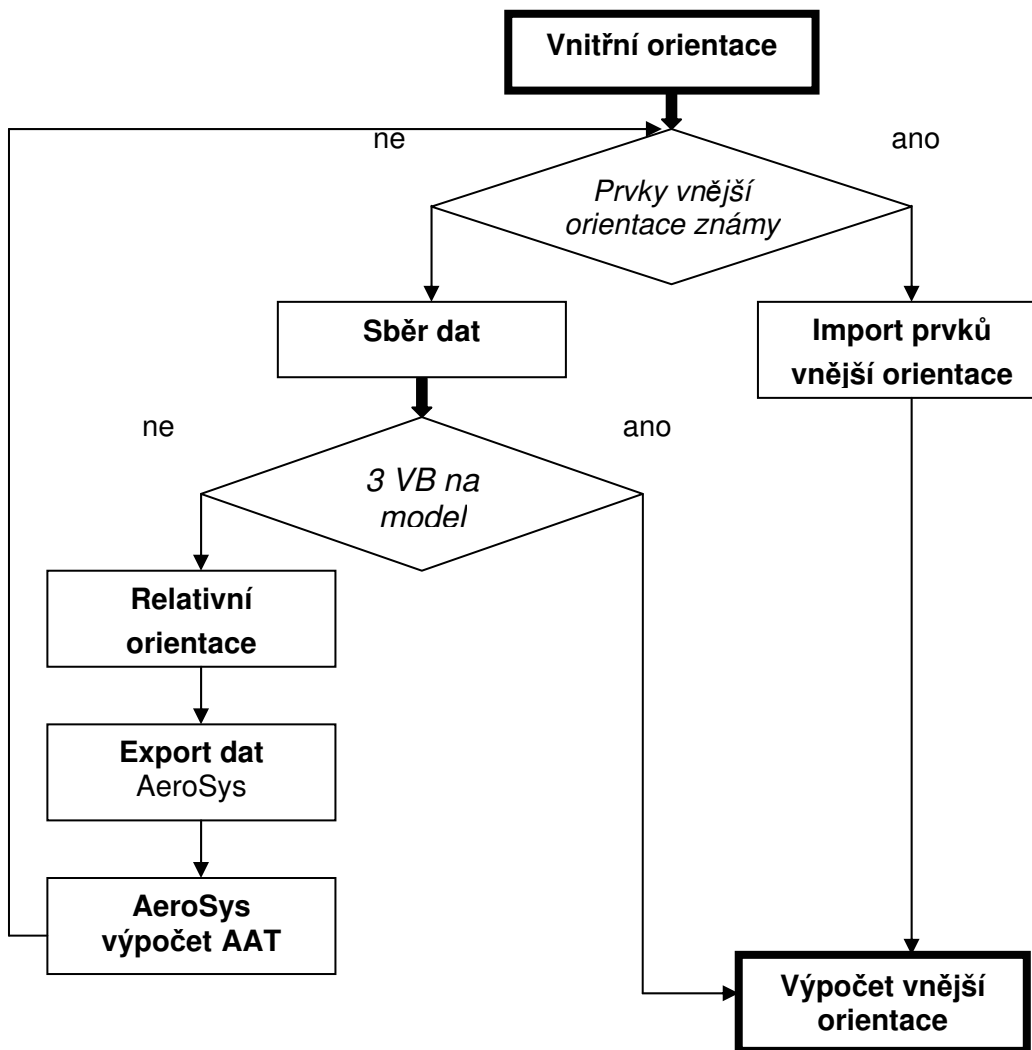 Vnitřní orientace
ne
ano
Prvky vnější
orientace známy
Sběr dat
Import prvků
vnější orientace
ne
ano
3 VB na
model
Relativní
orientace
Export dat
AeroSys
AeroSys
výpočet AAT
Výpočet vnější
orientace